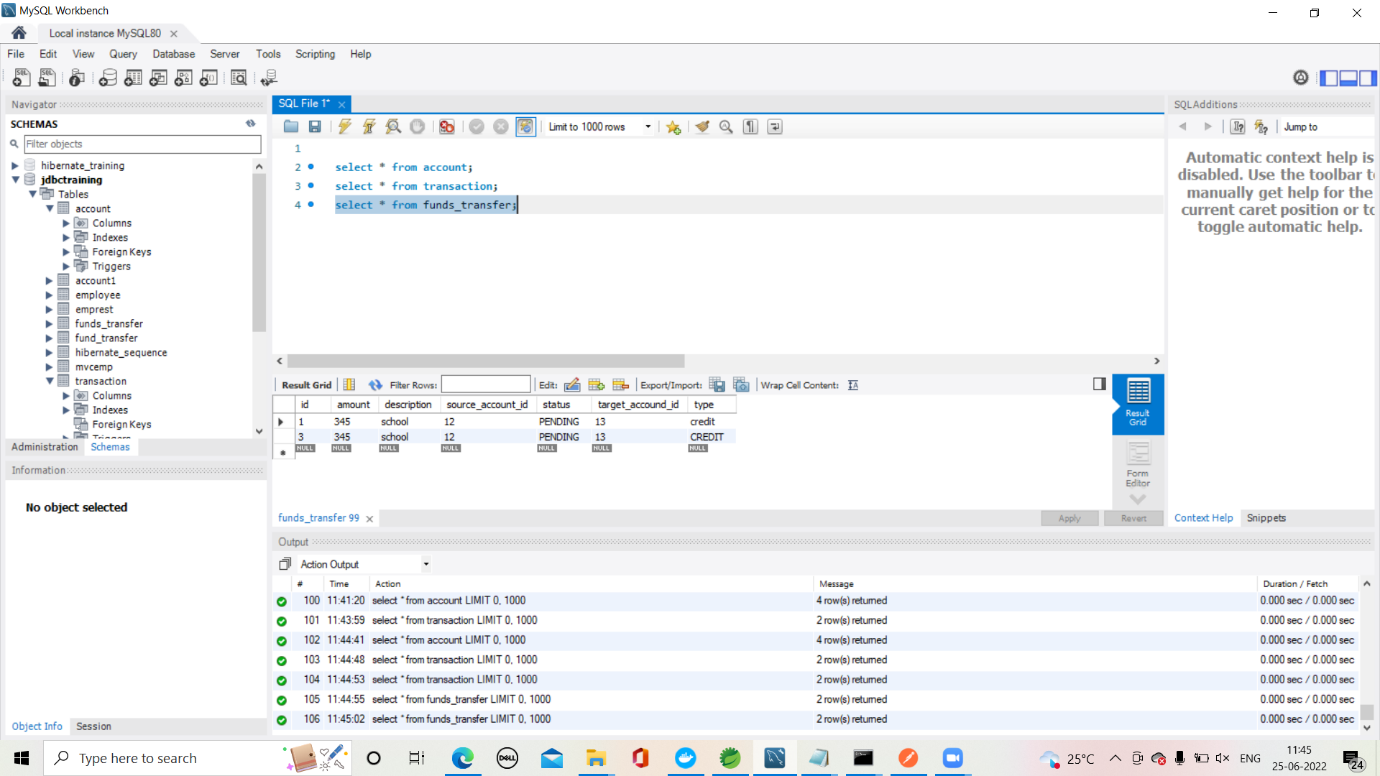 MySQL Workbench
Local instance MySQL80
File Edit View Query Database Server Tools Scripting Help
Navigator
SCHEMAS
Filter objects
hibernate_training
jdbctraining
Tables
account
Columns
Indexes
Foreign Keys
Triggers
account1
employee
emprest
funds_transfer
fund_transfer
hibernate_sequence
mvcemp
transaction
Columns
Indexes
Foreign Keys
Triggers
Administration Schemas
Information
No object selected
Object Info Session
SQL File 1*
Limit to 1000 rows
1
2 select * from account;
3 select * from transaction;
4 select * from funds_transfer;
Result Grid Filter Rows: Edit: Export/Import: Wrap Cell Content:
id amount description source_account_id status target_accound_id type
1 345 school 12 PENDING 13 credit
3 345 school 12 PENDING 13 CREDIT
NULL NULL NULL NULL NULL NULL NULL
Result
Grid
Form
Editor
funds_transfer 99
Apply Revert
SQLAdditions
Jump to
Automatic context help is
disabled. Use the toolbar t
manually get help for the
current caret position or to
toggle automatic help.
Context Help Snippets
Output
Action Output
# Time Action Message Duration / Fetch
100 11:41:20 select * from account LIMIT 0, 1000 4 row(s) returned 0.000 sec / 0.000 sec
101 11:43:59 select * from transaction LIMIT 0, 1000 2 row(s) returned 0.000 sec / 0.000 sec
102 11:44:41 select * from account LIMIT 0, 1000 4 row(s) returned 0.000 sec / 0.000 sec
103 11:44:48 select * from transaction LIMIT 0, 1000 2 row(s) returned 0.000 sec / 0.000 sec
104 11:44:53 select * from transaction LIMIT 0, 1000 2 row(s) returned 0.000 sec / 0.000 sec
105 11:44:55 select * from funds_transfer LIMIT 0, 1000 2 row(s) returned 0.000 sec / 0.000 sec
106 11:45:02 select * from funds_transfer LIMIT 0, 1000 2 row(s) returned 0.000 sec / 0.000 sec
Type here to search
DELL
25°C
ENG
11:45
25-06-2022
24